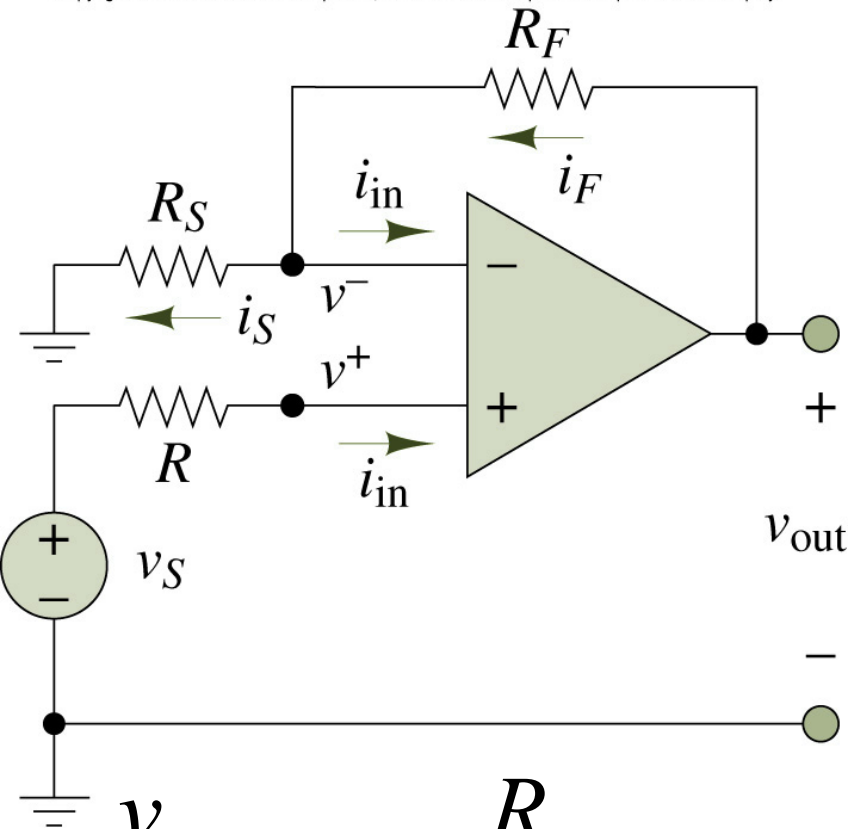 R_F
i_F
i_in
R_S
−
v^−
i_S
v^+
+
R
i_in
+
+
v_S
v_out
−
−
v R